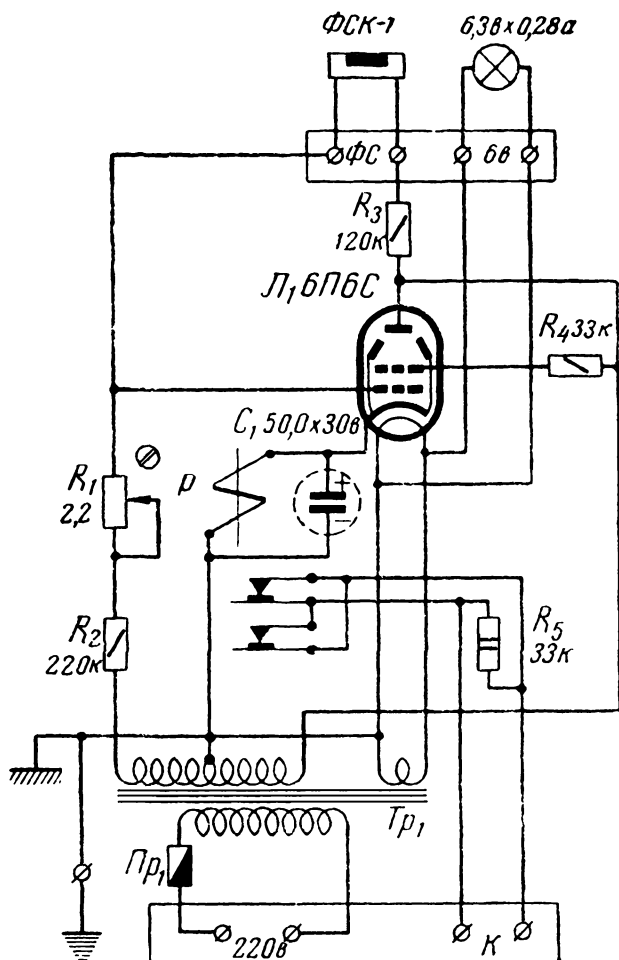 ФСК-1
6,3в×0,28а
ФС
6в
R3
120к
Л1 6П6С
R4 33к
C1 50,0×30в
+
−
R1
2,2
P
R2
220к
R5
33к
Тр1
Пр1
220в
К